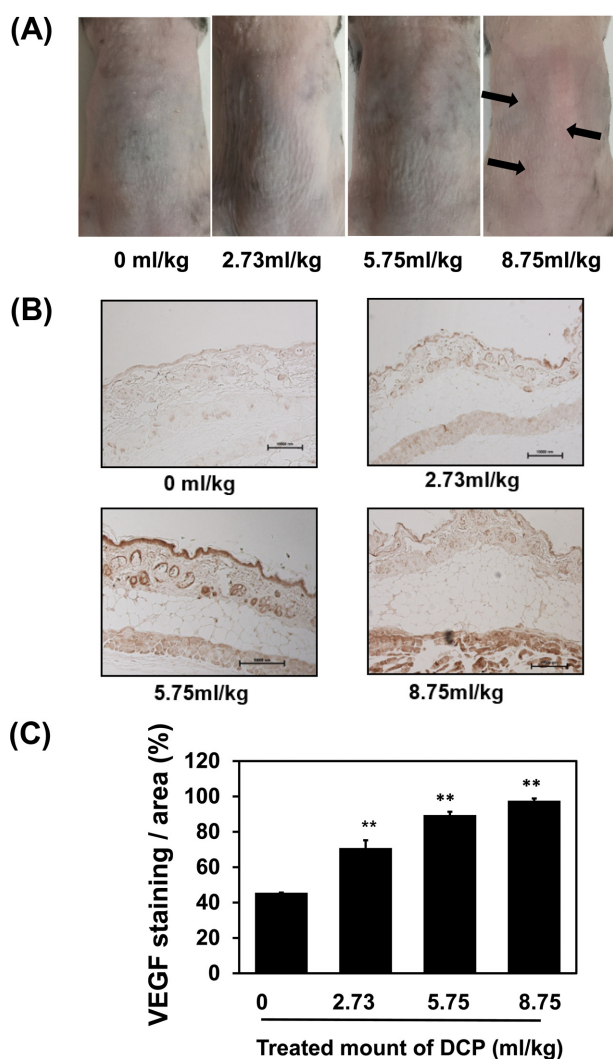 (A)
0 ml/kg 2.73ml/kg 5.75ml/kg 8.75ml/kg
(B)
0 ml/kg 2.73ml/kg
5.75ml/kg 8.75ml/kg
(C)
VEGF staining / area (%)
120
100
80
60
40
20
0
** ** **
0 2.73 5.75 8.75
Treated mount of DCP (ml/kg)